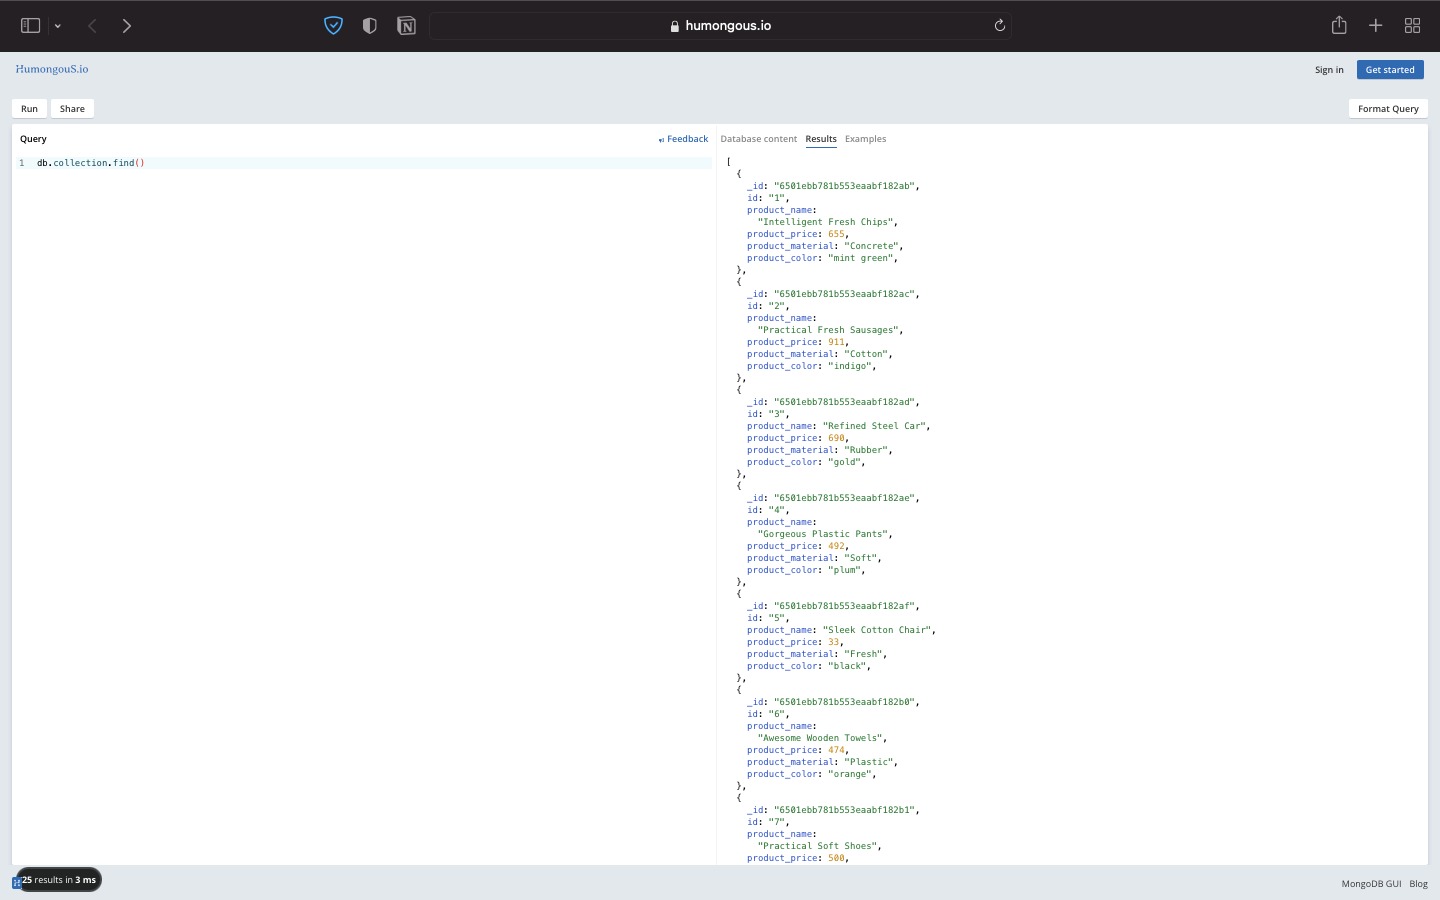 humongous.io
HumongouS.io
Sign in
Get started
Run
Share
Format Query
Query
Feedback
Database content
Results
Examples
1 db.collection.find()
[
{
_id: "6501ebb781b553eaabf182ab",
id: "1",
product_name:
"Intelligent Fresh Chips",
product_price: 655,
product_material: "Concrete",
product_color: "mint green",
},
{
_id: "6501ebb781b553eaabf182ac",
id: "2",
product_name:
"Practical Fresh Sausages",
product_price: 911,
product_material: "Cotton",
product_color: "indigo",
},
{
_id: "6501ebb781b553eaabf182ad",
id: "3",
product_name: "Refined Steel Car",
product_price: 690,
product_material: "Rubber",
product_color: "gold",
},
{
_id: "6501ebb781b553eaabf182ae",
id: "4",
product_name:
"Gorgeous Plastic Pants",
product_price: 492,
product_material: "Soft",
product_color: "plum",
},
{
_id: "6501ebb781b553eaabf182af",
id: "5",
product_name: "Sleek Cotton Chair",
product_price: 33,
product_material: "Fresh",
product_color: "black",
},
{
_id: "6501ebb781b553eaabf182b0",
id: "6",
product_name:
"Awesome Wooden Towels",
product_price: 474,
product_material: "Plastic",
product_color: "orange",
},
{
_id: "6501ebb781b553eaabf182b1",
id: "7",
product_name:
"Practical Soft Shoes",
product_price: 500,
25 results in 3 ms
MongoDB GUI
Blog